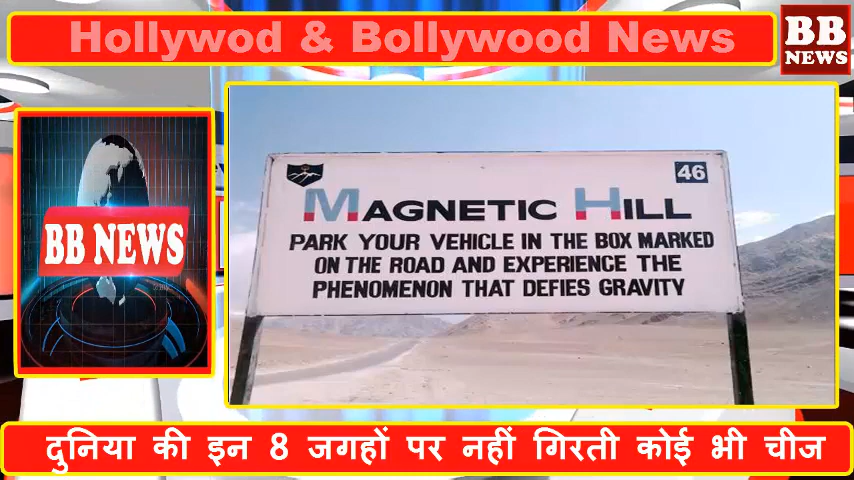 Hollywod & Bollywood News
BB
NEWS
BB NEWS
46
MAGNETIC HILL
PARK YOUR VEHICLE IN THE BOX MARKED
ON THE ROAD AND EXPERIENCE THE
PHENOMENON THAT DEFIES GRAVITY
दुनिया की इन 8 जगहों पर नहीं गिरती कोई भी चीज